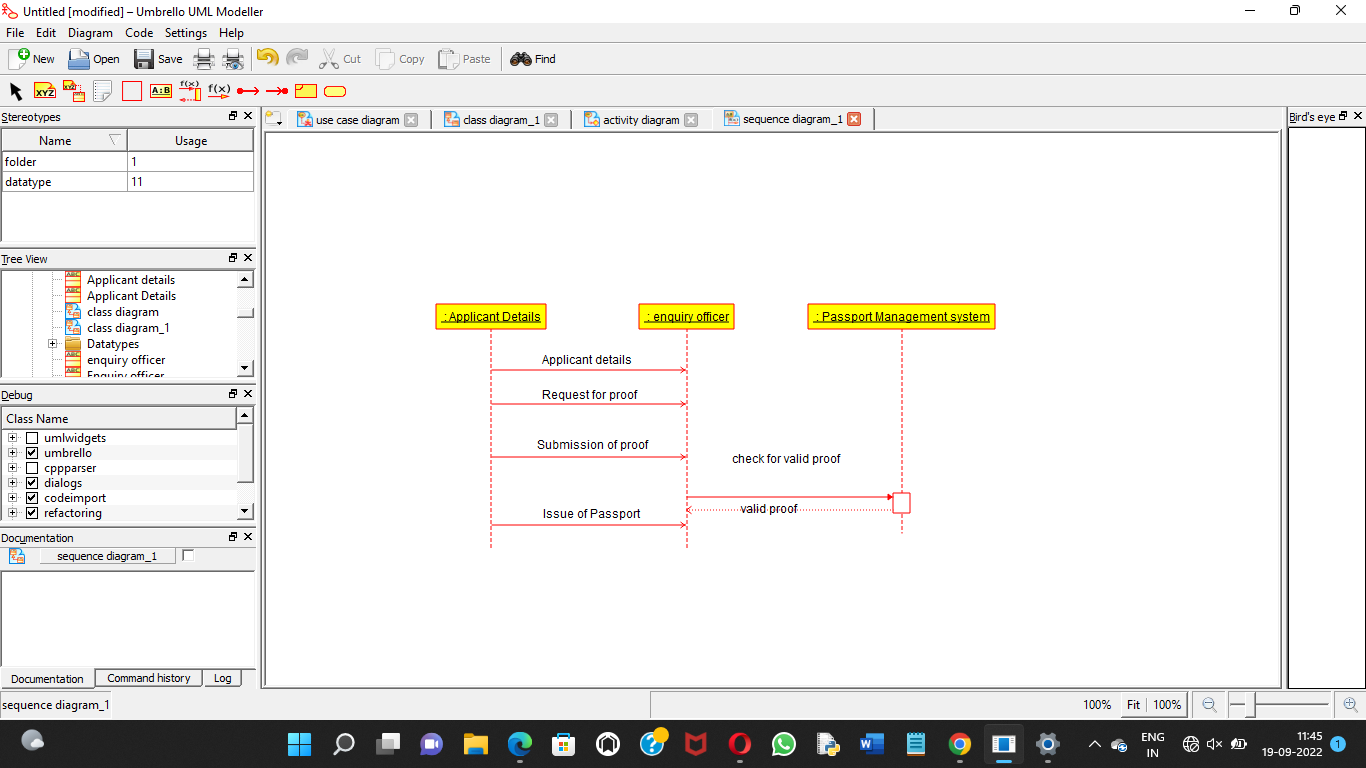 Untitled [modified] – Umbrello UML Modeller
File Edit Diagram Code Settings Help
New Open Save Cut Copy Paste Find
XYZ XYZ A:B f(x) f(x)
Stereotypes
Name Usage
folder 1
datatype 11
Tree View
Applicant details
Applicant Details
class diagram
class diagram_1
Datatypes
enquiry officer
Enquiry officer
Debug
Class Name
umlwidgets
umbrello
cppparser
dialogs
codeimport
refactoring
Documentation
sequence diagram_1
Documentation Command history Log
use case diagram class diagram_1 activity diagram sequence diagram_1
: Applicant Details : enquiry officer : Passport Management system
Applicant details
Request for proof
Submission of proof
check for valid proof
valid proof
Issue of Passport
Bird's eye
sequence diagram_1 100% Fit 100%
ENG
IN
11:45
19-09-2022 1